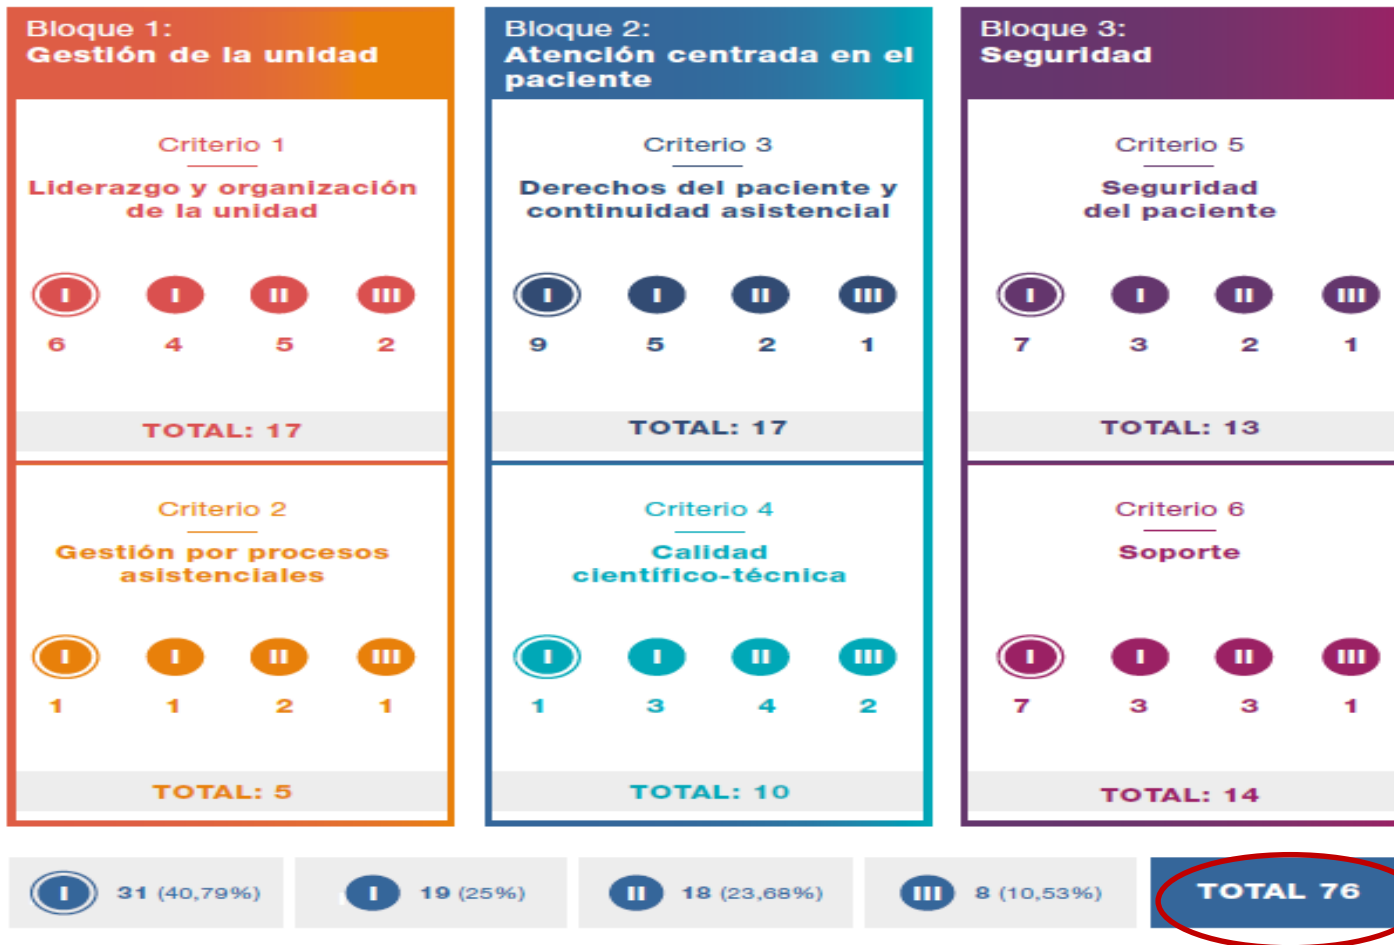 Bloque 1:
Gestión de la unidad
Criterio 1
Liderazgo y organización
de la unidad
I I II III
6 4 5 2
TOTAL: 17
Criterio 2
Gestión por procesos
asistenciales
I I II III
1 1 2 1
TOTAL: 5
Bloque 2:
Atención centrada en el
paciente
Criterio 3
Derechos del paciente y
continuidad asistencial
I I II III
9 5 2 1
TOTAL: 17
Criterio 4
Calidad
científico-técnica
I I II III
1 3 4 2
TOTAL: 10
Bloque 3:
Seguridad
Criterio 5
Seguridad
del paciente
I I II III
7 3 2 1
TOTAL: 13
Criterio 6
Soporte
I I II III
7 3 3 1
TOTAL: 14
I 31 (40,79%) I 19 (25%) II 18 (23,68%) III 8 (10,53%) TOTAL 76